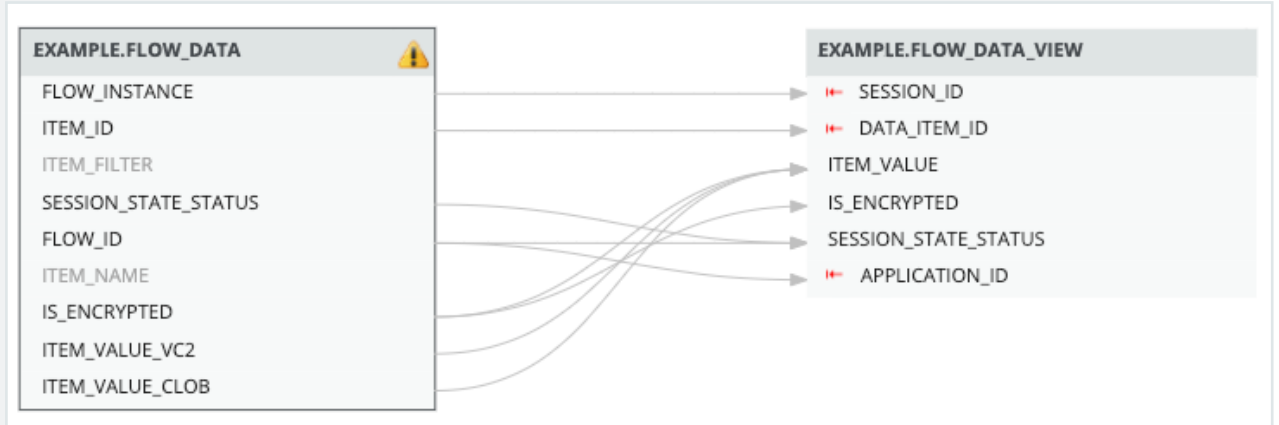 EXAMPLE.FLOW_DATA
FLOW_INSTANCE
ITEM_ID
ITEM_FILTER
SESSION_STATE_STATUS
FLOW_ID
ITEM_NAME
IS_ENCRYPTED
ITEM_VALUE_VC2
ITEM_VALUE_CLOB
EXAMPLE.FLOW_DATA_VIEW
SESSION_ID
DATA_ITEM_ID
ITEM_VALUE
IS_ENCRYPTED
SESSION_STATE_STATUS
APPLICATION_ID